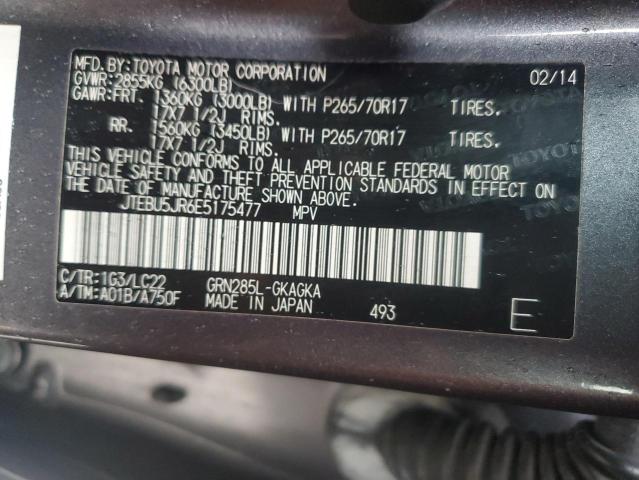 MFD.BY:TOYOTA MOTOR CORPORATION 02/14
GVWR:2855KG (6300LB)
GAWR:FRT. 1360KG (3000LB) WITH P265/70R17 TIRES.
17X7 1/2J RIMS.
RR. 1560KG (3450LB) WITH P265/70R17 TIRES.
17X7 1/2J RIMS.
THIS VEHICLE CONFORMS TO ALL APPLICABLE FEDERAL MOTOR
VEHICLE SAFETY AND THEFT PREVENTION STANDARDS IN EFFECT ON
THE DATE OF MANUFACTURE SHOWN ABOVE.
JTEBU5JR6E5175477 MPV
C/TR:1G3/LC22 GRN285L-GKAGKA
A/TM:A01B/A750F MADE IN JAPAN 493 E